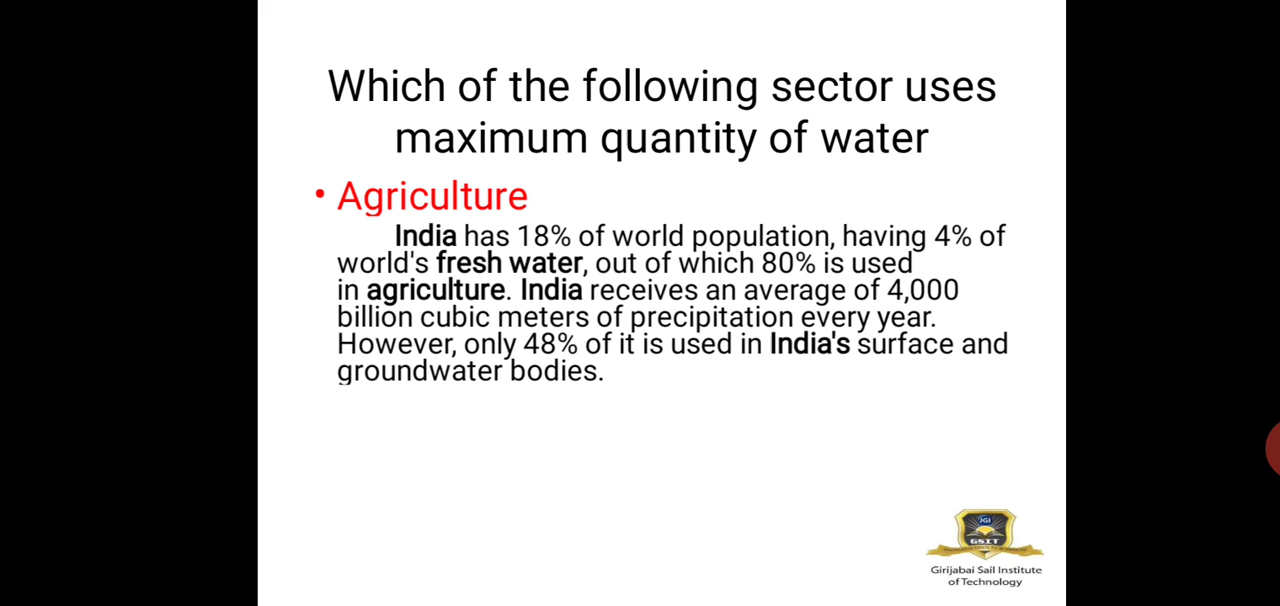 Which of the following sector uses
maximum quantity of water
• Agriculture
India has 18% of world population, having 4% of
world's fresh water, out of which 80% is used
in agriculture. India receives an average of 4,000
billion cubic meters of precipitation every year.
However, only 48% of it is used in India's surface and
groundwater bodies.
JGI
GSIT
Girijabai Sail Institute
of Technology